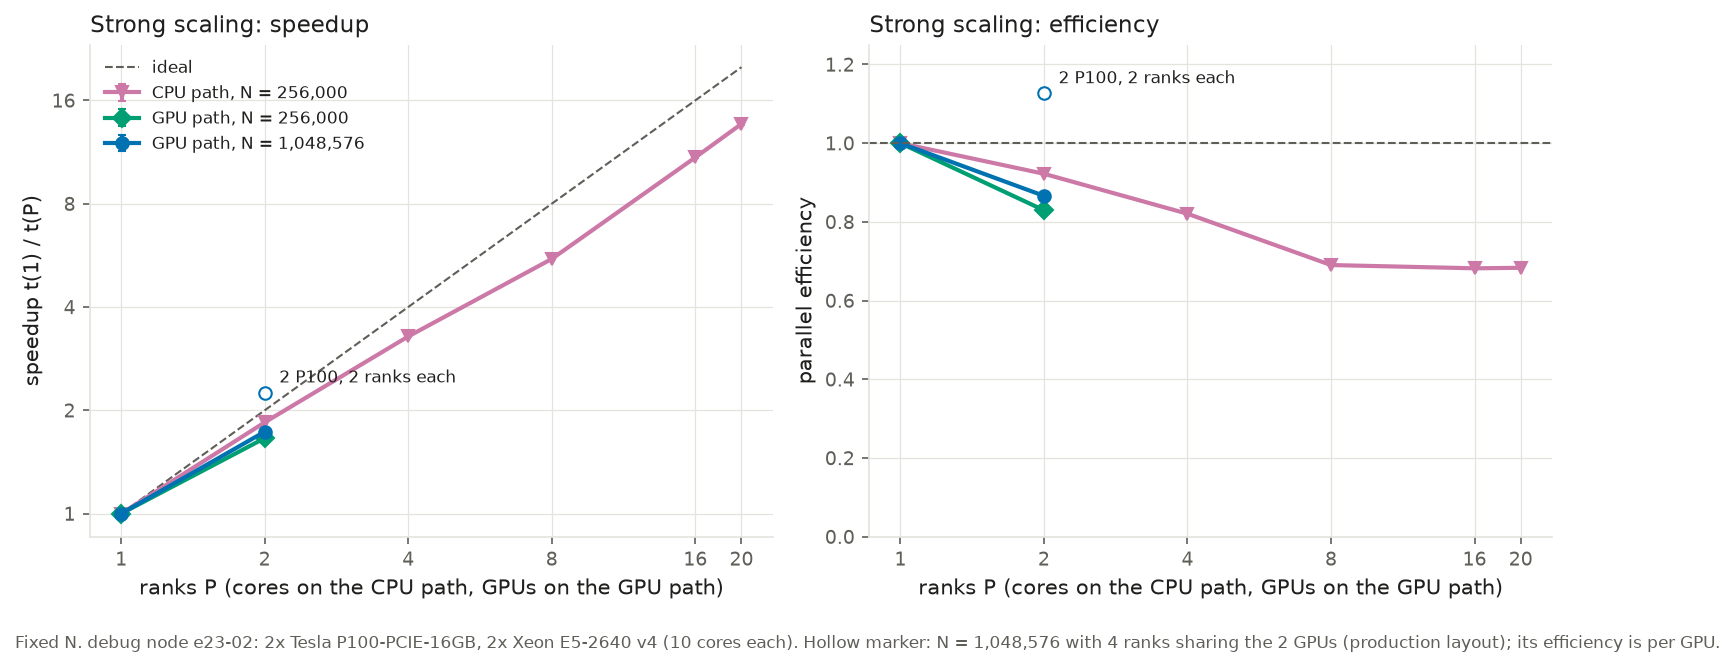 Strong scaling: speedup
ideal
CPU path, N = 256,000
GPU path, N = 256,000
GPU path, N = 1,048,576
2 P100, 2 ranks each
speedup t(1) / t(P)
16
8
4
2
1
1 2 4 8 16 20
ranks P (cores on the CPU path, GPUs on the GPU path)
Strong scaling: efficiency
2 P100, 2 ranks each
parallel efficiency
1.2
1.0
0.8
0.6
0.4
0.2
0.0
1 2 4 8 16 20
ranks P (cores on the CPU path, GPUs on the GPU path)
Fixed N. debug node e23-02: 2x Tesla P100-PCIE-16GB, 2x Xeon E5-2640 v4 (10 cores each). Hollow marker: N = 1,048,576 with 4 ranks sharing the 2 GPUs (production layout); its efficiency is per GPU.